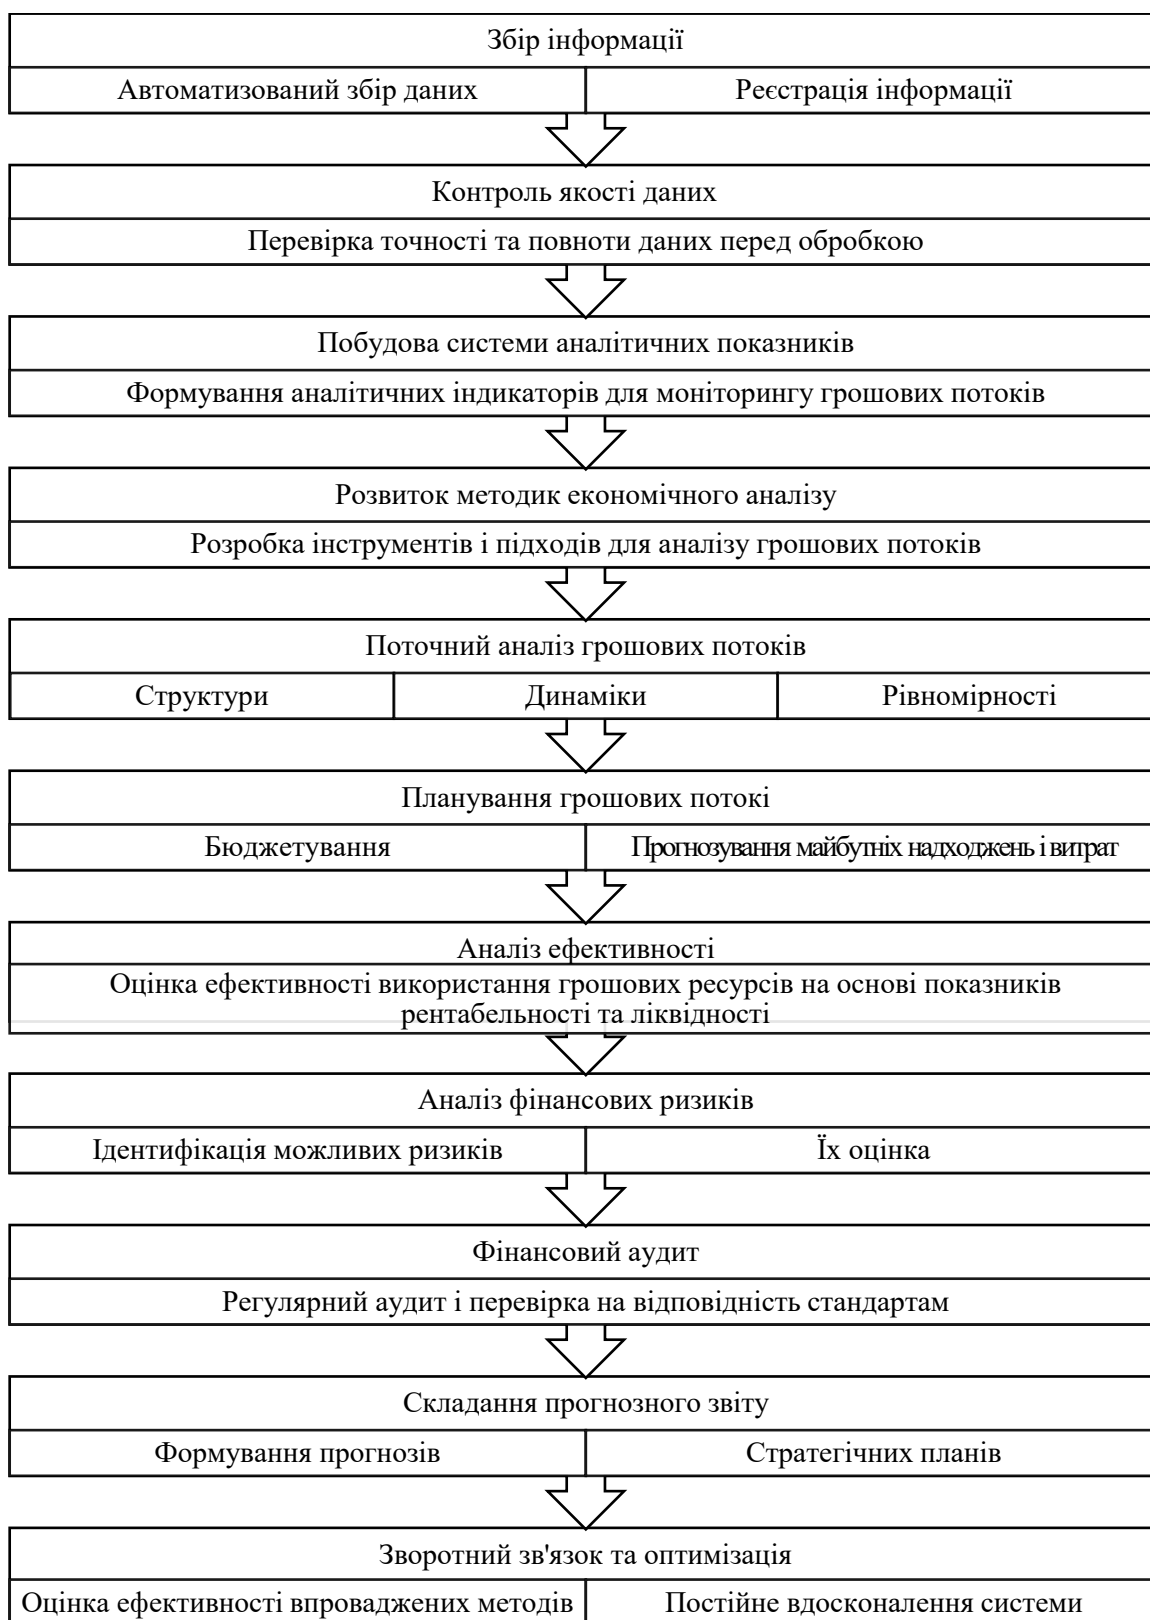 Збір інформації
Автоматизований збір даних
Реєстрація інформації
Контроль якості даних
Перевірка точності та повноти даних перед обробкою
Побудова системи аналітичних показників
Формування аналітичних індикаторів для моніторингу грошових потоків
Розвиток методик економічного аналізу
Розробка інструментів і підходів для аналізу грошових потоків
Поточний аналіз грошових потоків
Структури
Динаміки
Рівномірності
Планування грошових потокі
Бюджетування
Прогнозування майбутніх надходжень і витрат
Аналіз ефективності
Оцінка ефективності використання грошових ресурсів на основі показників
рентабельності та ліквідності
Аналіз фінансових ризиків
Ідентифікація можливих ризиків
Їх оцінка
Фінансовий аудит
Регулярний аудит і перевірка на відповідність стандартам
Складання прогнозного звіту
Формування прогнозів
Стратегічних планів
Зворотний зв'язок та оптимізація
Оцінка ефективності впроваджених методів
Постійне вдосконалення системи